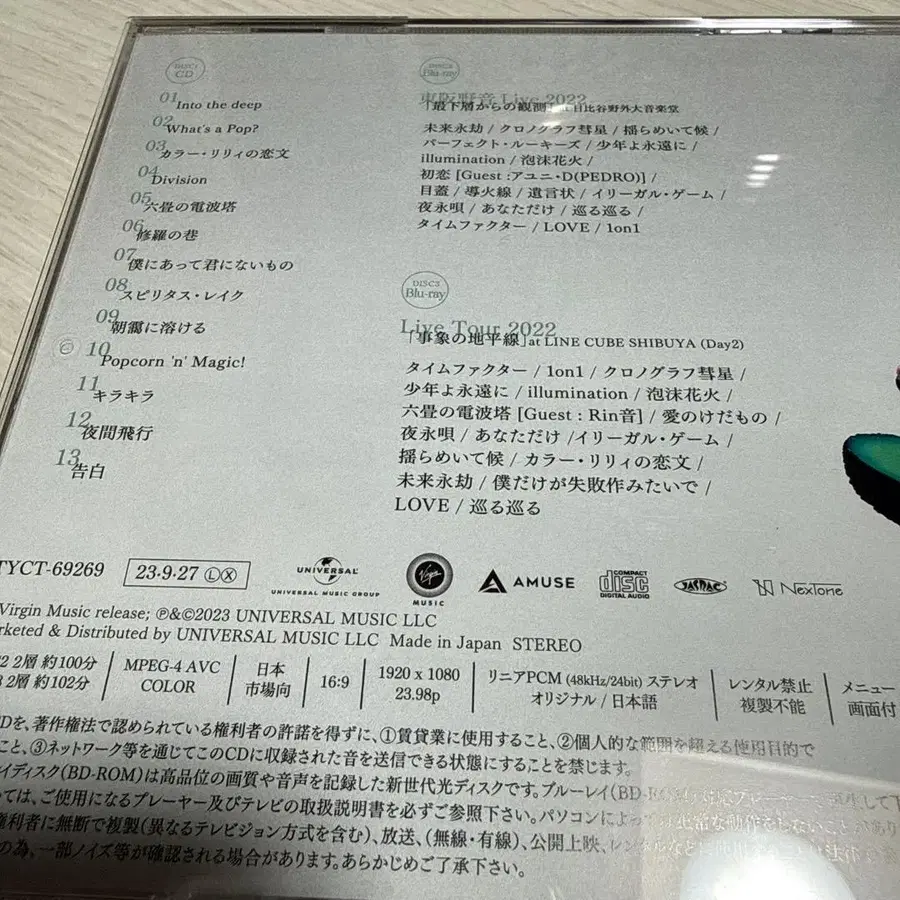 DISC1
CD
01 Into the deep
02 What's a Pop?
03 カラー・リリィの恋文
04 Division
05 六畳の電波塔
06 修羅の巷
07 僕にあって君にないもの
08 スピリタス・レイク
09 朝靄に溶ける
10 Popcorn 'n' Magic!
11 キラキラ
12 夜間飛行
13 告白
DISC2
Blu-ray
東阪野音 Live 2022
「最下層からの観測」at 日比谷野外大音楽堂
未来永劫 / クロノグラフ彗星 / 揺らめいて候 /
パーフェクト・ルーキーズ / 少年よ永遠に /
illumination / 泡沫花火 /
初恋 [Guest :アユニ・D(PEDRO)] /
目蓋 / 導火線 / 遺言状 / イリーガル・ゲーム /
夜永唄 / あなただけ / 巡る巡る /
タイムファクター / LOVE / 1on1
DISC3
Blu-ray
Live Tour 2022
「事象の地平線」at LINE CUBE SHIBUYA (Day2)
タイムファクター / 1on1 / クロノグラフ彗星 /
少年よ永遠に / illumination / 泡沫花火 /
六畳の電波塔 [Guest : Rin音] / 愛のけだもの /
夜永唄 / あなただけ /イリーガル・ゲーム /
揺らめいて候 / カラー・リリィの恋文 /
未来永劫 / 僕だけが失敗作みたいで /
LOVE / 巡る巡る
TYCT-69269
23・9・27 Ⓛ Ⓧ
UNIVERSAL
UNIVERSAL MUSIC GROUP
Virgin
MUSIC
AMUSE
COMPACT
disc
DIGITAL AUDIO
JASRAC
NexTone
Virgin Music release; ℗&©2023 UNIVERSAL MUSIC LLC
rketed & Distributed by UNIVERSAL MUSIC LLC Made in Japan STEREO
2 2層 約100分
3 2層 約102分
MPEG-4 AVC
COLOR
日本
市場向
16:9
1920 x 1080
23.98p
リニアPCM (48kHz/24bit) ステレオ
オリジナル / 日本語
レンタル禁止
複製不能
メニュー
画面付
CDを、著作権法で認められている権利者の許諾を得ずに、①賃貸業に使用すること、②個人的な範囲を超える使用目的で
こと、③ネットワーク等を通じてこのCDに収録された音を送信できる状態にすることを禁じます。
イディスク(BD-ROM)は高品位の画質や音声を記録した新世代光ディスクです。ブルーレイ(BD-ROM)
ては、ご使用になるプレーヤー及びテレビの取扱説明書を必ずご参照下さい。パソコンによって
権利者に無断で複製(異なるテレビジョン方式を含む)、放送、(無線・有線)、公開上映、レンタルなど
の為、一部ノイズ等が確認される場合があります。あらかじめご了承下さい。